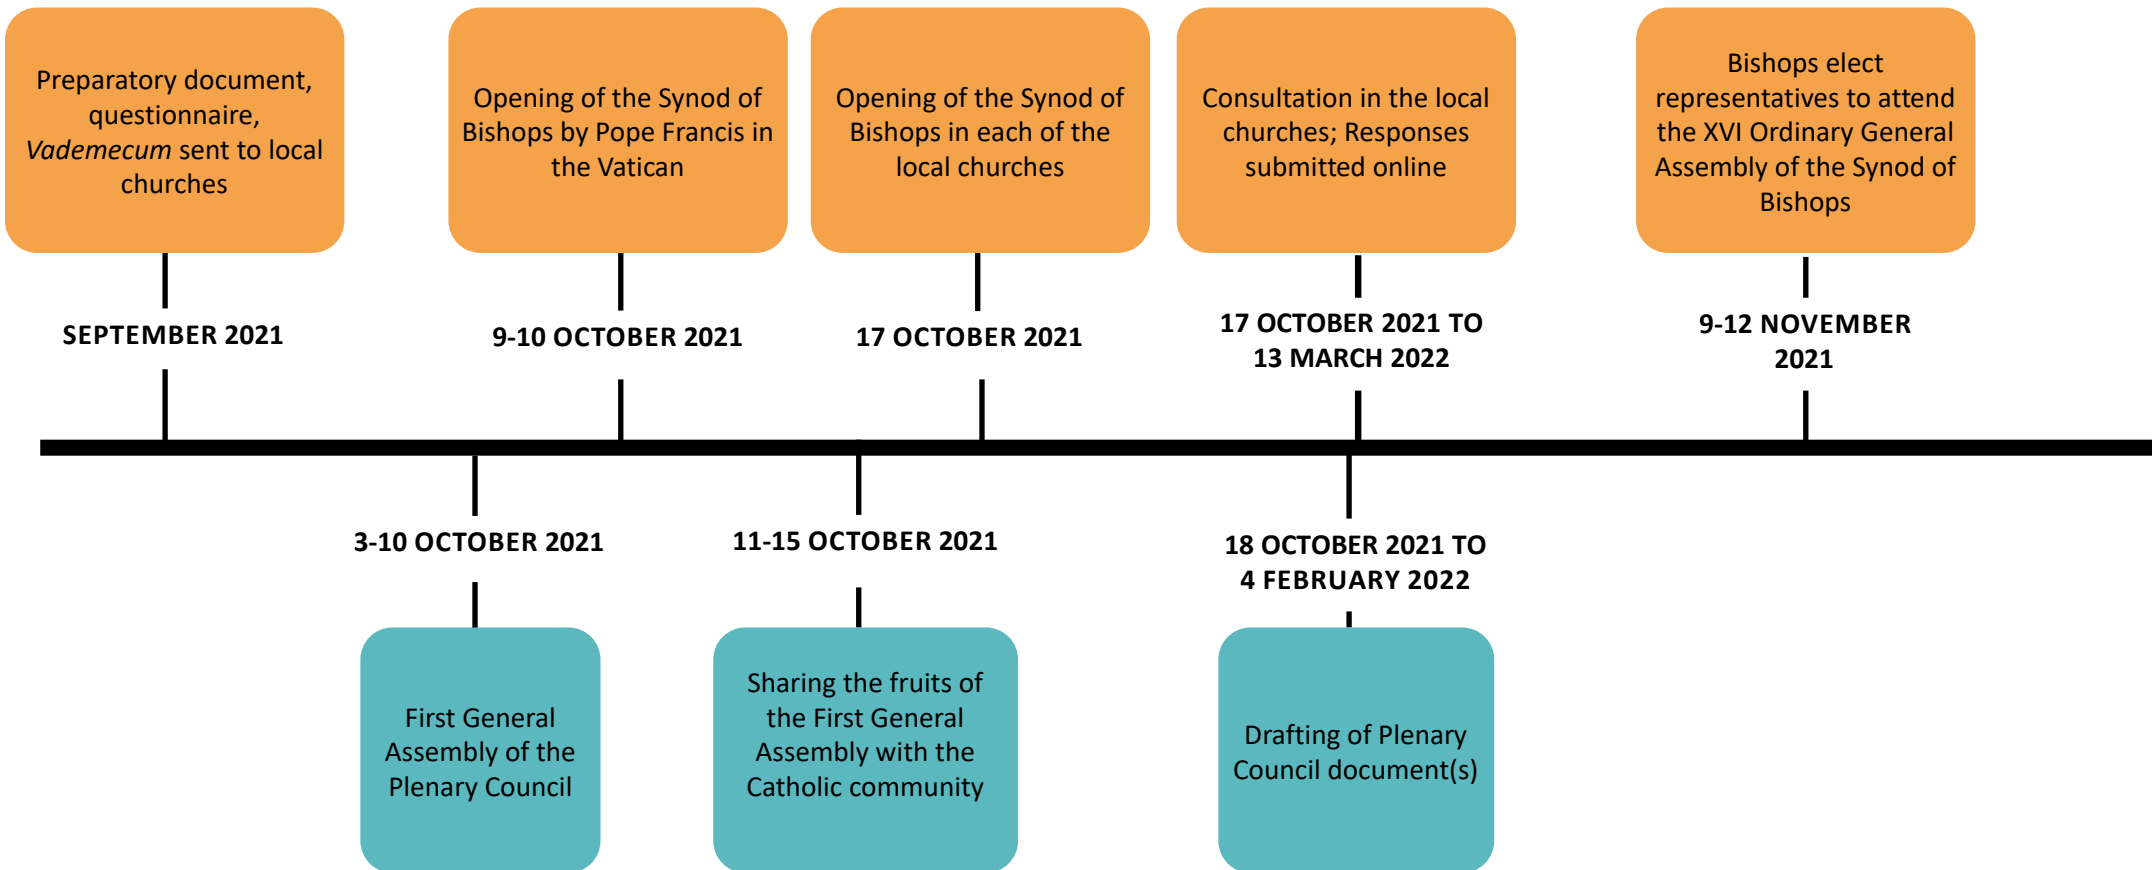 Preparatory document,
questionnaire,
Vademecum sent to local
churches
Opening of the Synod of
Bishops by Pope Francis in
the Vatican
Opening of the Synod of
Bishops in each of the
local churches
Consultation in the local
churches; Responses
submitted online
Bishops elect
representatives to attend
the XVI Ordinary General
Assembly of the Synod of
Bishops
SEPTEMBER 2021
9-10 OCTOBER 2021
17 OCTOBER 2021
17 OCTOBER 2021 TO
13 MARCH 2022
9-12 NOVEMBER
2021
3-10 OCTOBER 2021
11-15 OCTOBER 2021
18 OCTOBER 2021 TO
4 FEBRUARY 2022
First General
Assembly of the
Plenary Council
Sharing the fruits of
the First General
Assembly with the
Catholic community
Drafting of Plenary
Council document(s)